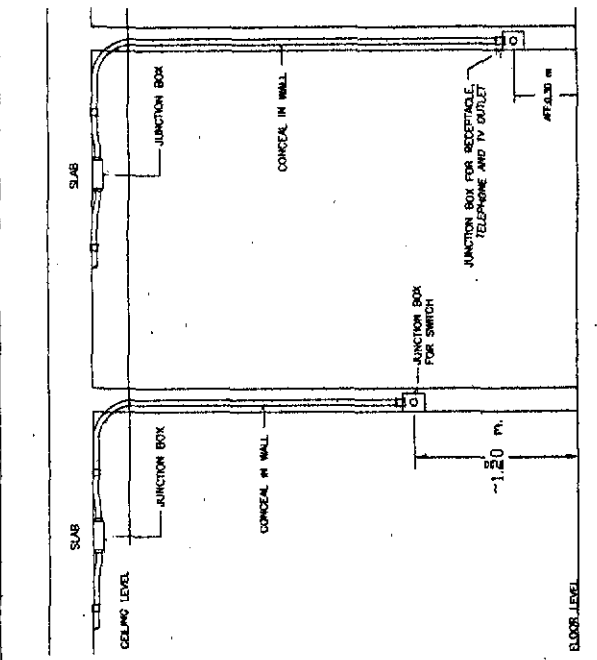 SLAB
JUNCTION BOX
CONCEAL IN WALL
JUNCTION BOX
FOR SWITCH
~1.20 m.
CEILING LEVEL
FLOOR LEVEL
SLAB
JUNCTION BOX
CONCEAL IN WALL
JUNCTION BOX FOR RECEPTACLE,
TELEPHONE AND TV OUTLET
AFF.0.30 m